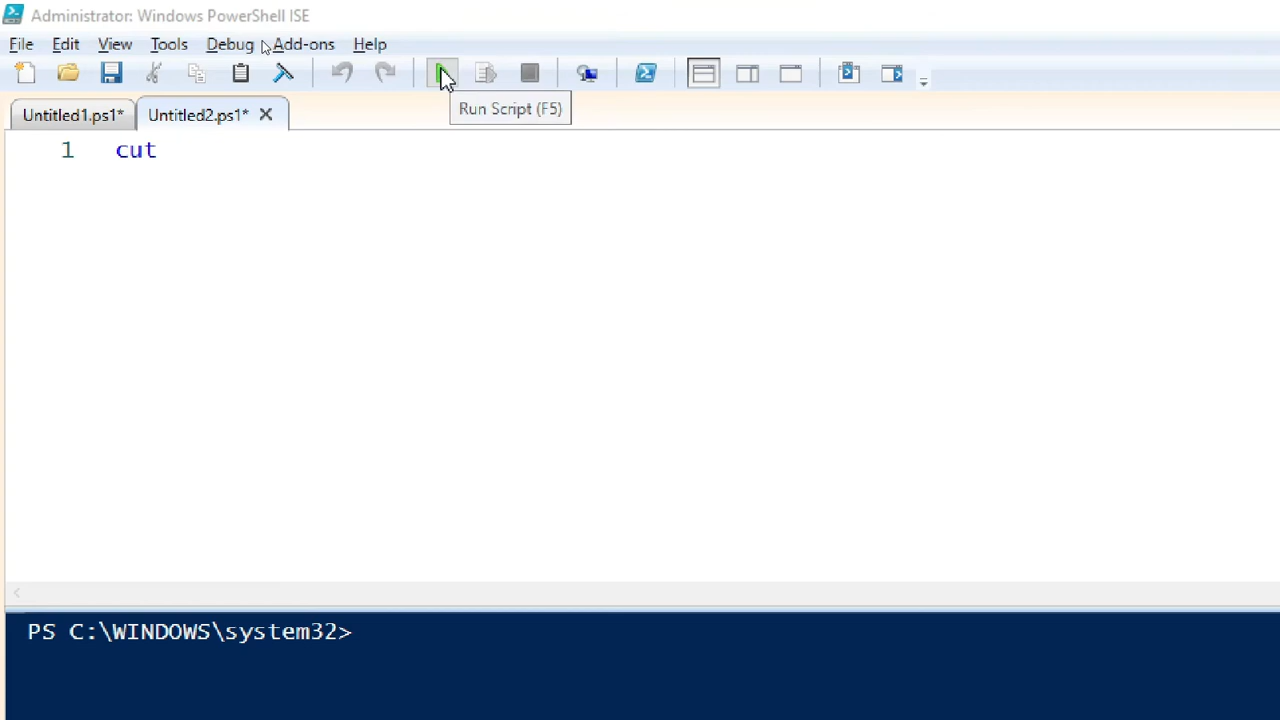 Administrator: Windows PowerShell ISE
File Edit View Tools Debug Add-ons Help
Run Script (F5)
Untitled1.ps1* Untitled2.ps1*
1 cut
PS C:\WINDOWS\system32>